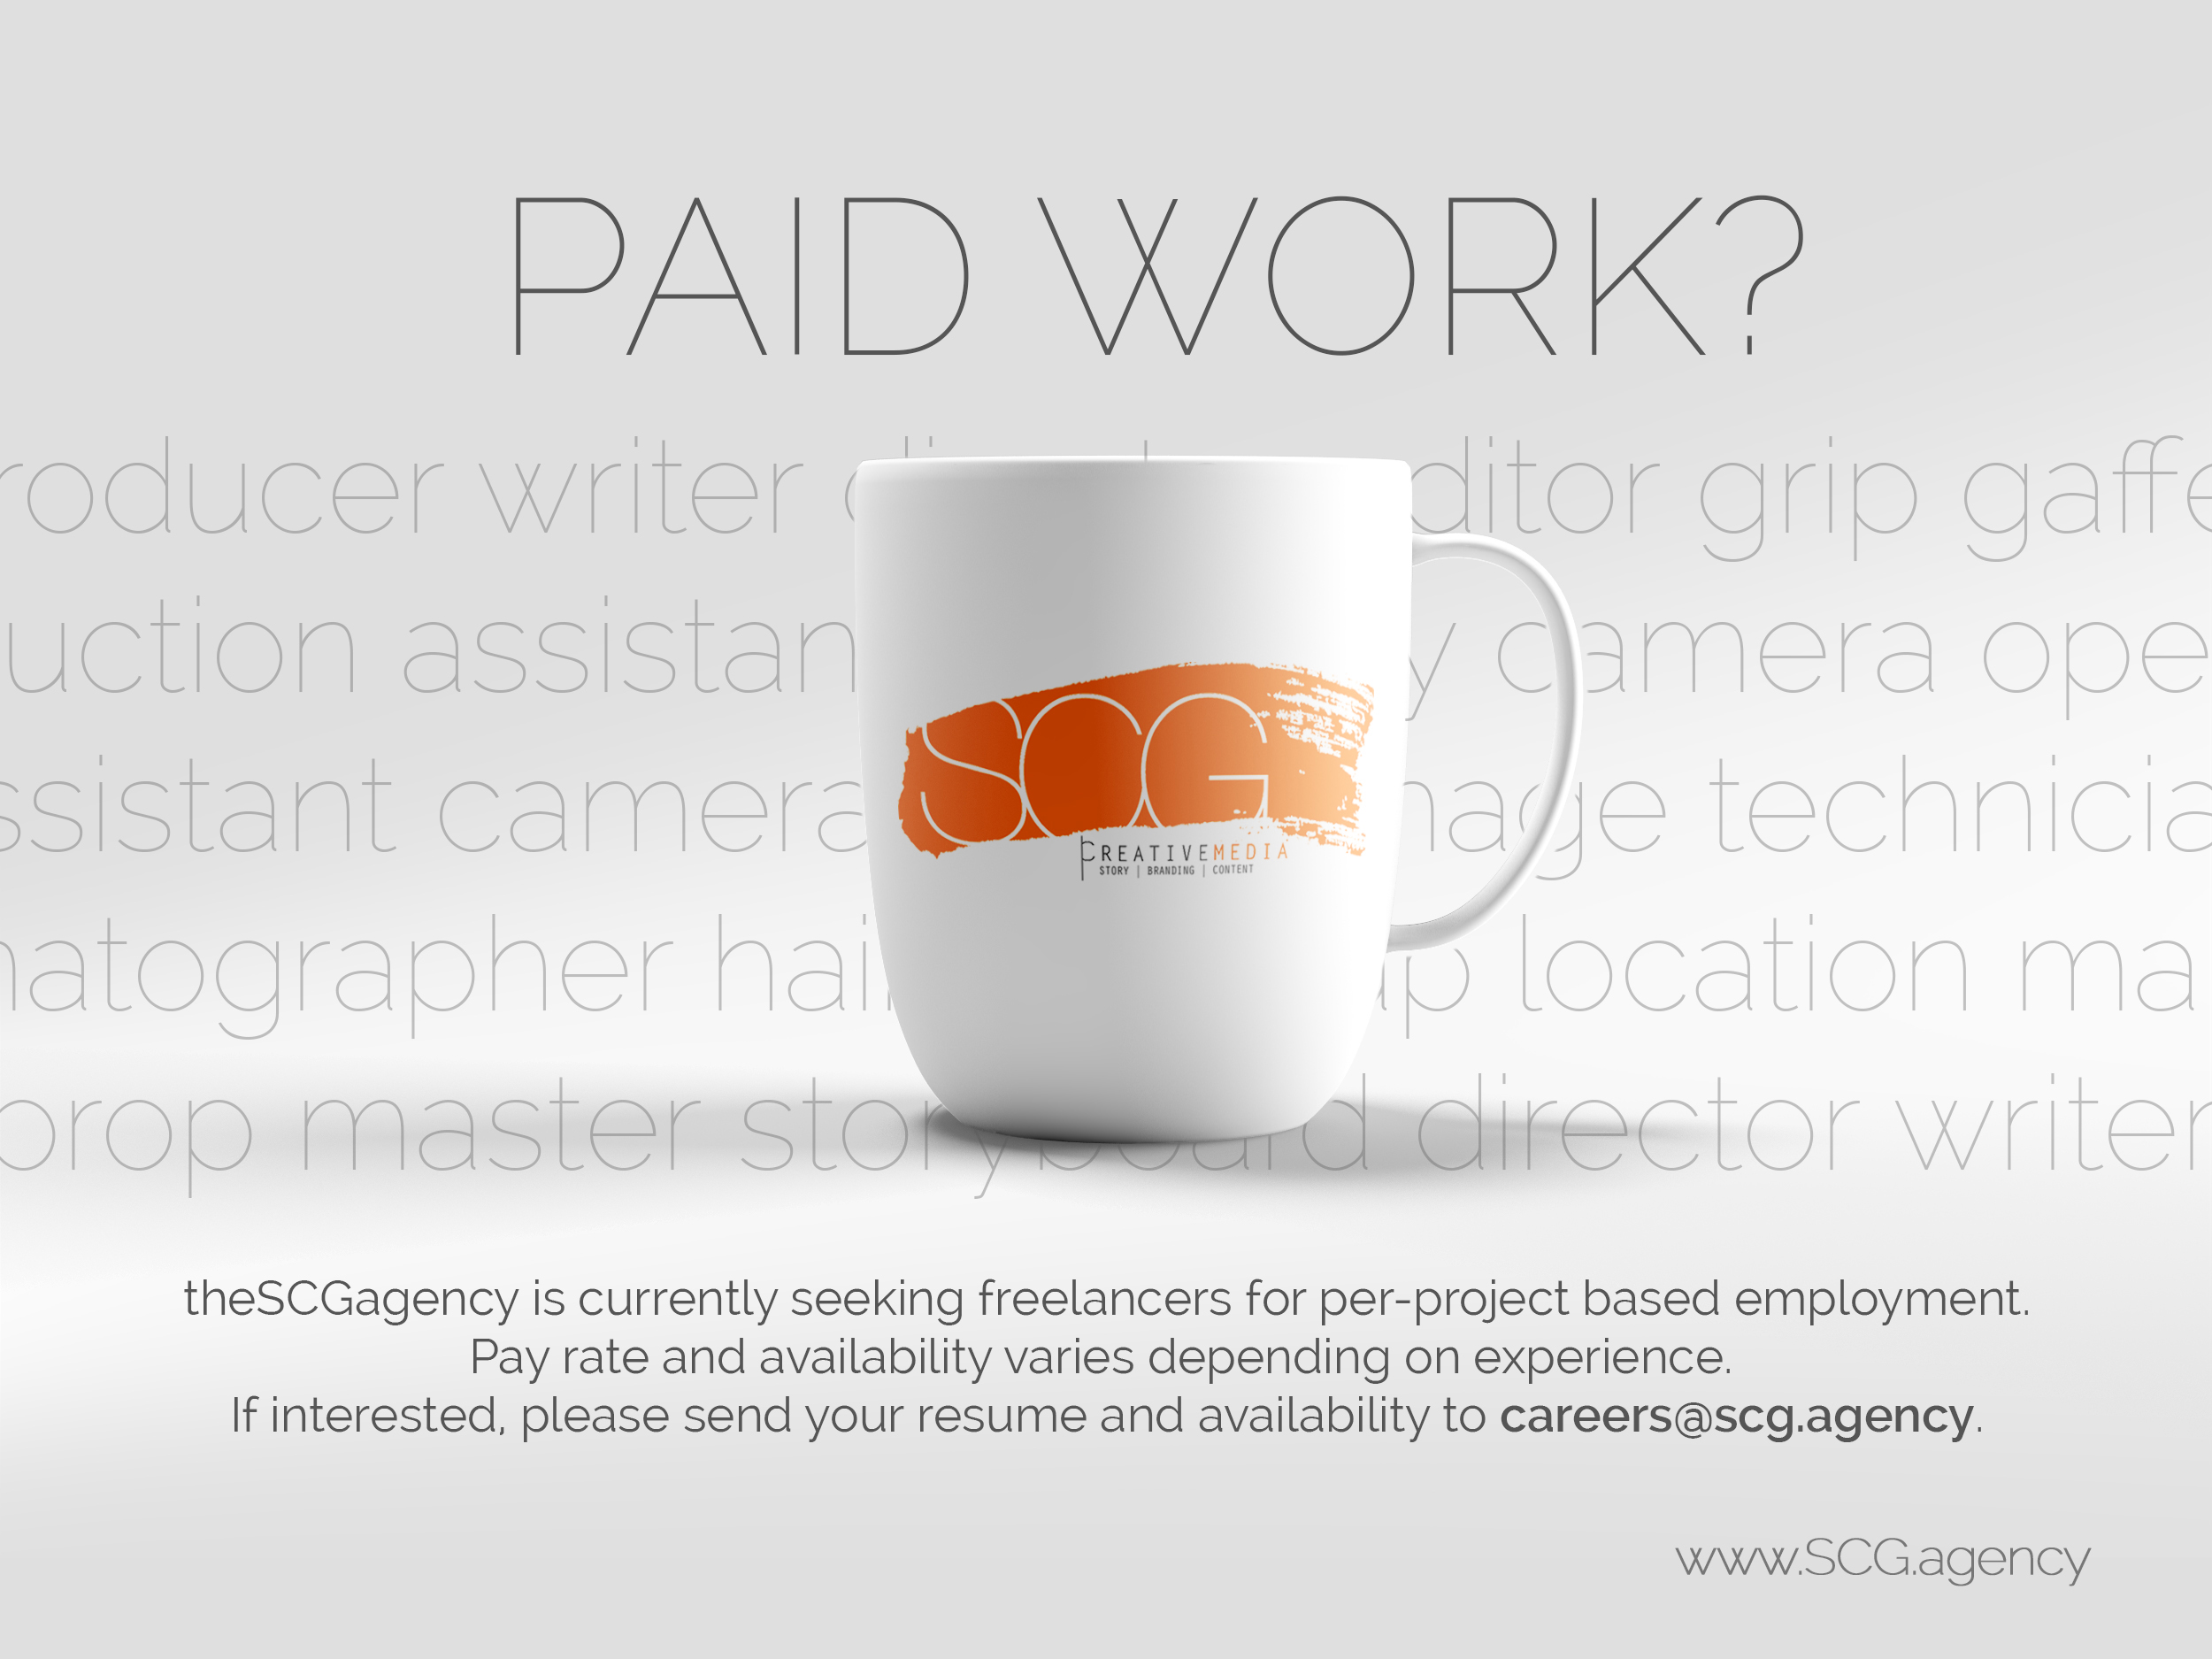 PAID WORK?
roducer writer ditor grip gaffe
uction assistan y camera ope
ssistant camera age technicia
atographer hai p location ma
prop master storyboard director writer
SCG
CREATIVEMEDIA
STORY | BRANDING | CONTENT
theSCGagency is currently seeking freelancers for per-project based employment.
Pay rate and availability varies depending on experience.
If interested, please send your resume and availability to careers@scg.agency.
www.SCG.agency